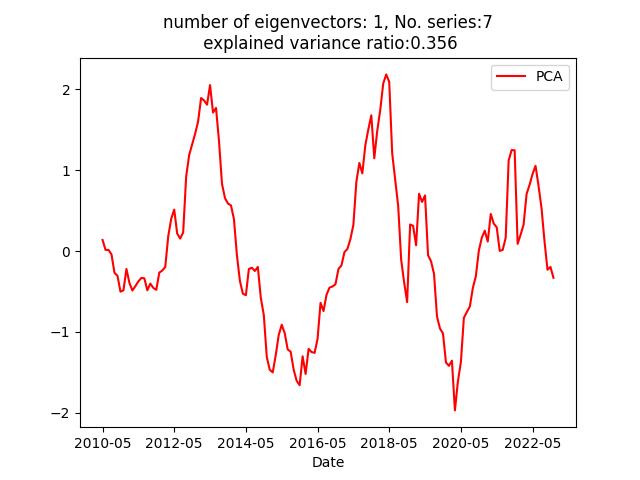 number of eigenvectors: 1, No. series:7
explained variance ratio:0.356
PCA
2
1
0
−1
−2
2010-05 2012-05 2014-05 2016-05 2018-05 2020-05 2022-05
Date